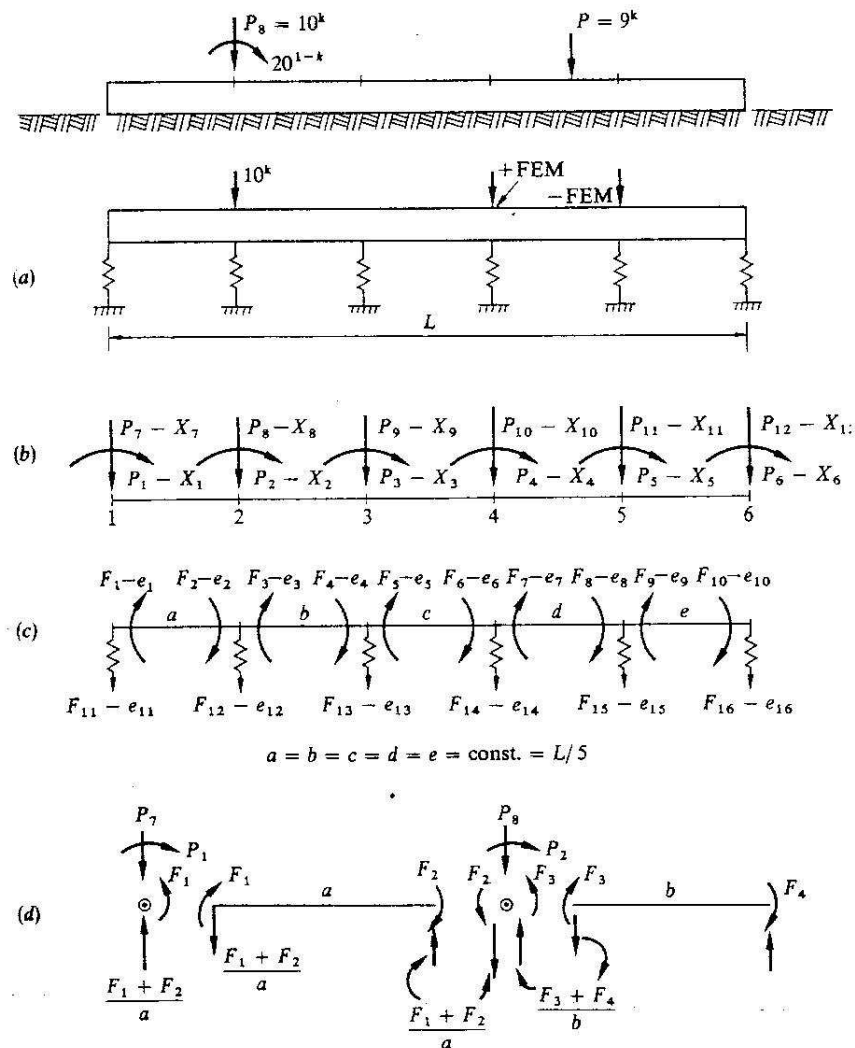 P₈ = 10ᵏ P = 9ᵏ
20¹⁻ᵏ
10ᵏ +FEM
−FEM
(a)
L
P₇ − X₇ P₈−X₈ P₉ − X₉ P₁₀ − X₁₀ P₁₁ − X₁₁ P₁₂ − X₁:
(b)
P₁ − X₁ P₂ − X₂ P₃ − X₃ P₄ − X₄ P₅ − X₅ P₆ − X₆
1 2 3 4 5 6
F₁−e₁ F₂−e₂ F₃−e₃ F₄−e₄ F₅−e₅ F₆−e₆ F₇−e₇ F₈−e₈ F₉−e₉ F₁₀−e₁₀
(c) a b c d e
F₁₁ − e₁₁ F₁₂ − e₁₂ F₁₃ − e₁₃ F₁₄ − e₁₄ F₁₅ − e₁₅ F₁₆ − e₁₆
a = b = c = d = e = const. = L/5
P₇ P₈
P₁ P₂
F₁ F₁ a F₂ F₂ F₃ F₃ b F₄
(d)
F₁ + F₂
a
F₁ + F₂
a
F₁ + F₂
a
F₃ + F₄
b